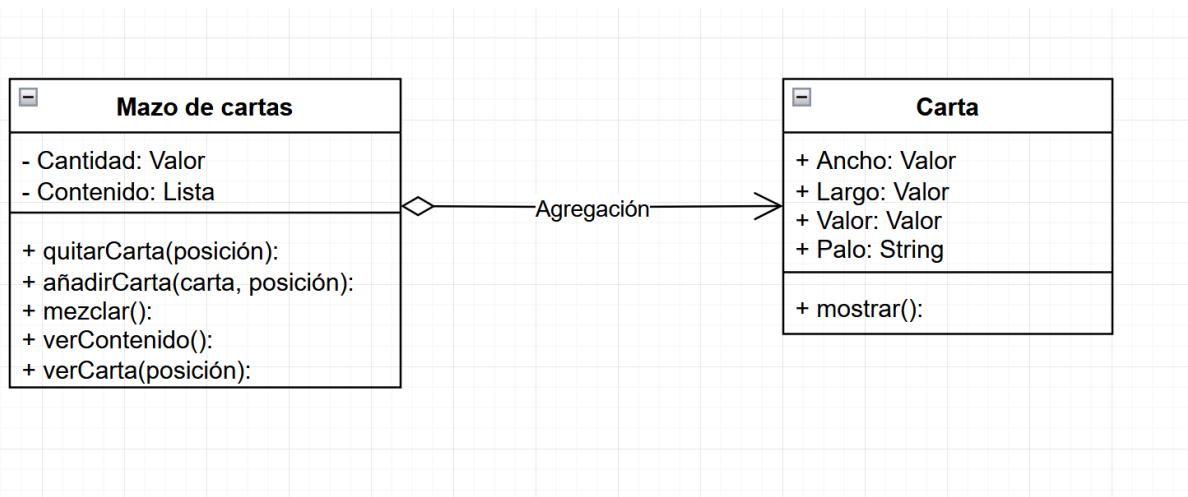 Mazo de cartas
- Cantidad: Valor
- Contenido: Lista
+ quitarCarta(posición):
+ añadirCarta(carta, posición):
+ mezclar():
+ verContenido():
+ verCarta(posición):
Agregación
Carta
+ Ancho: Valor
+ Largo: Valor
+ Valor: Valor
+ Palo: String
+ mostrar():